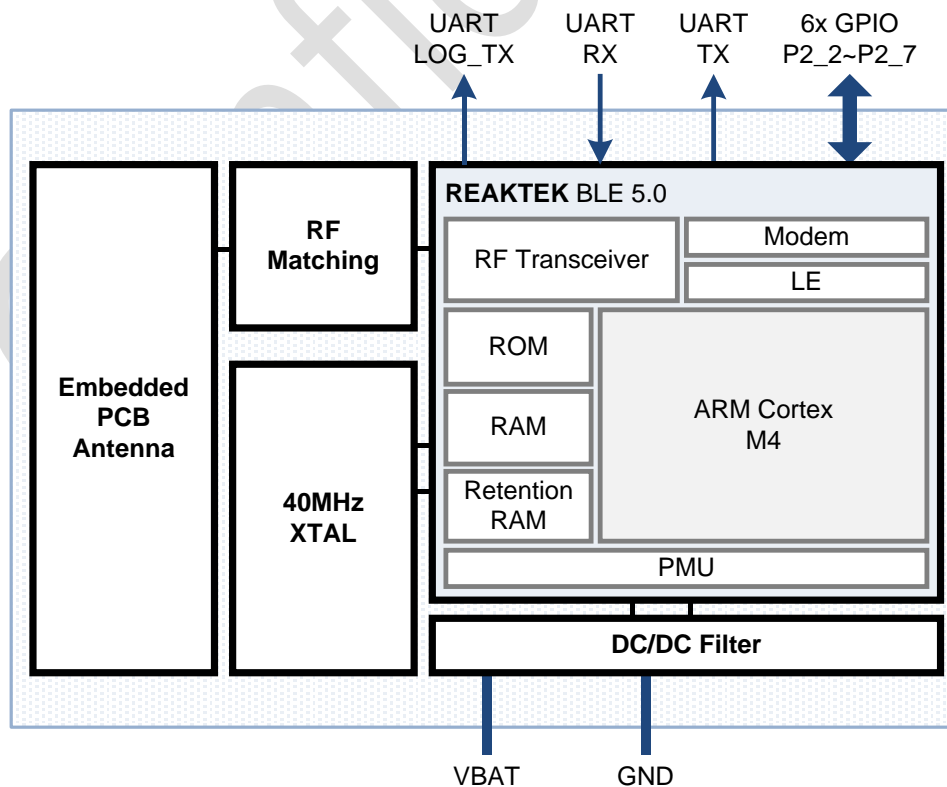 UART
LOG_TX
UART
RX
UART
TX
6x GPIO
P2_2~P2_7
REAKTEK BLE 5.0
RF
Matching
RF Transceiver
Modem
LE
ROM
RAM
Retention
RAM
ARM Cortex
M4
PMU
Embedded
PCB
Antenna
40MHz
XTAL
DC/DC Filter
VBAT
GND